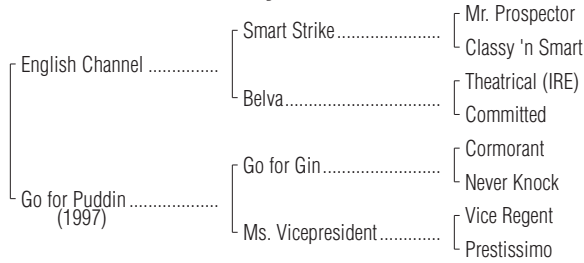 Mr. Prospector
Smart Strike..........................
Classy 'n Smart
English Channel ...............
Theatrical (IRE)
Belva......................................
Committed
Cormorant
Go for Gin.............................
Never Knock
Go for Puddin...................
(1997)
Vice Regent
Ms. Vicepresident...............
Prestissimo